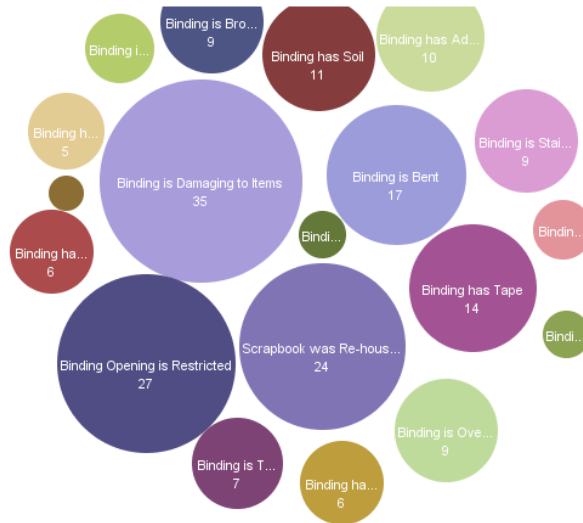 Binding is Bro...
9
Binding has Soil
11
Binding has Ad...
10
Binding i...
Binding h...
5
Binding is Damaging to Items
35
Binding is Bent
17
Binding is Stai...
9
Binding ha...
6
Bindi...
Bindin...
Binding has Tape
14
Bindi...
Binding Opening is Restricted
27
Scrapbook was Re-hous...
24
Binding is Ove...
9
Binding is T...
7
Binding ha...
6